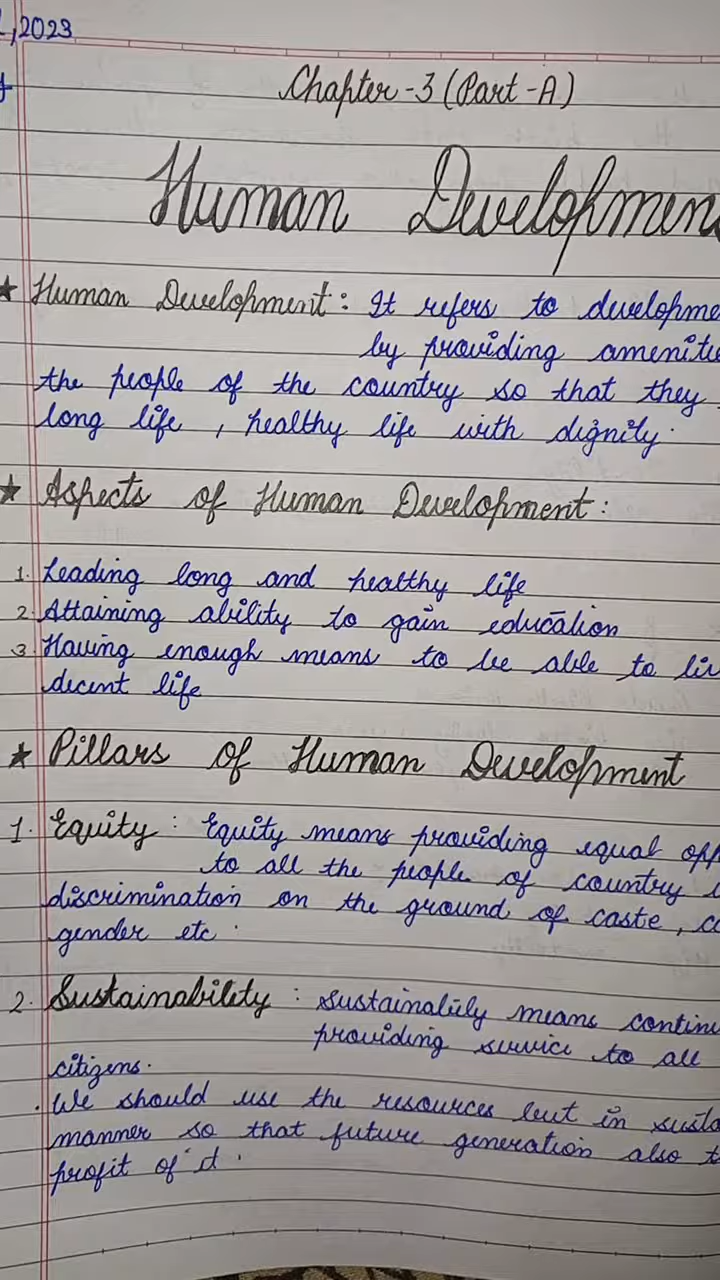 ,2023
Chapter-3 (Part-A)
Human Developmen
★ Human Development: It refers to developme
by providing amenitie
the people of the country so that they
long life, healthy life with dignity.
★ Aspects of Human Development:
1. Leading long and healthy life
2. Attaining ability to gain education
3. Having enough means to be able to liv
decent life
★ Pillars of Human Development
1. Equity: Equity means providing equal opp
to all the people of country
discrimination on the ground of caste,
gender etc.
2. Sustainability: Sustainabiliy means continu
providing service to all
citizens.
. We should use the resources but in susta
manner so that future generation also t
profit of it.